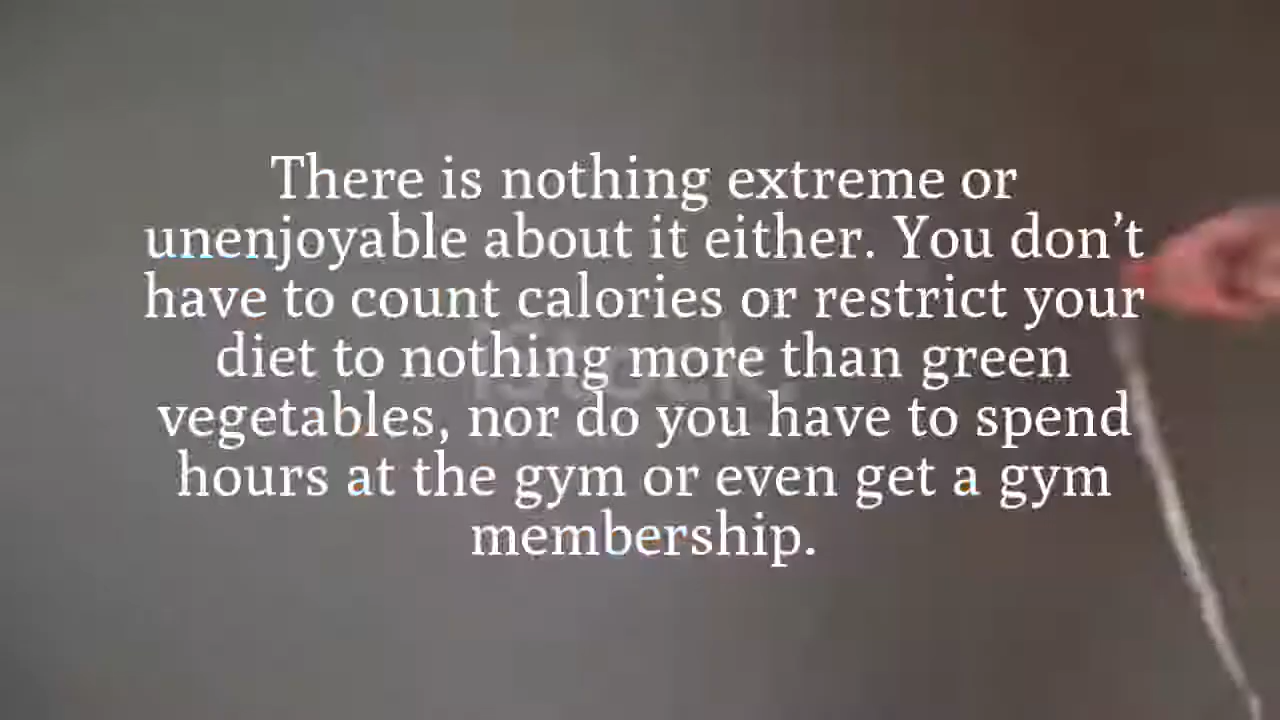 There is nothing extreme or
unenjoyable about it either. You don’t
have to count calories or restrict your
diet to nothing more than green
vegetables, nor do you have to spend
hours at the gym or even get a gym
membership.
iStock